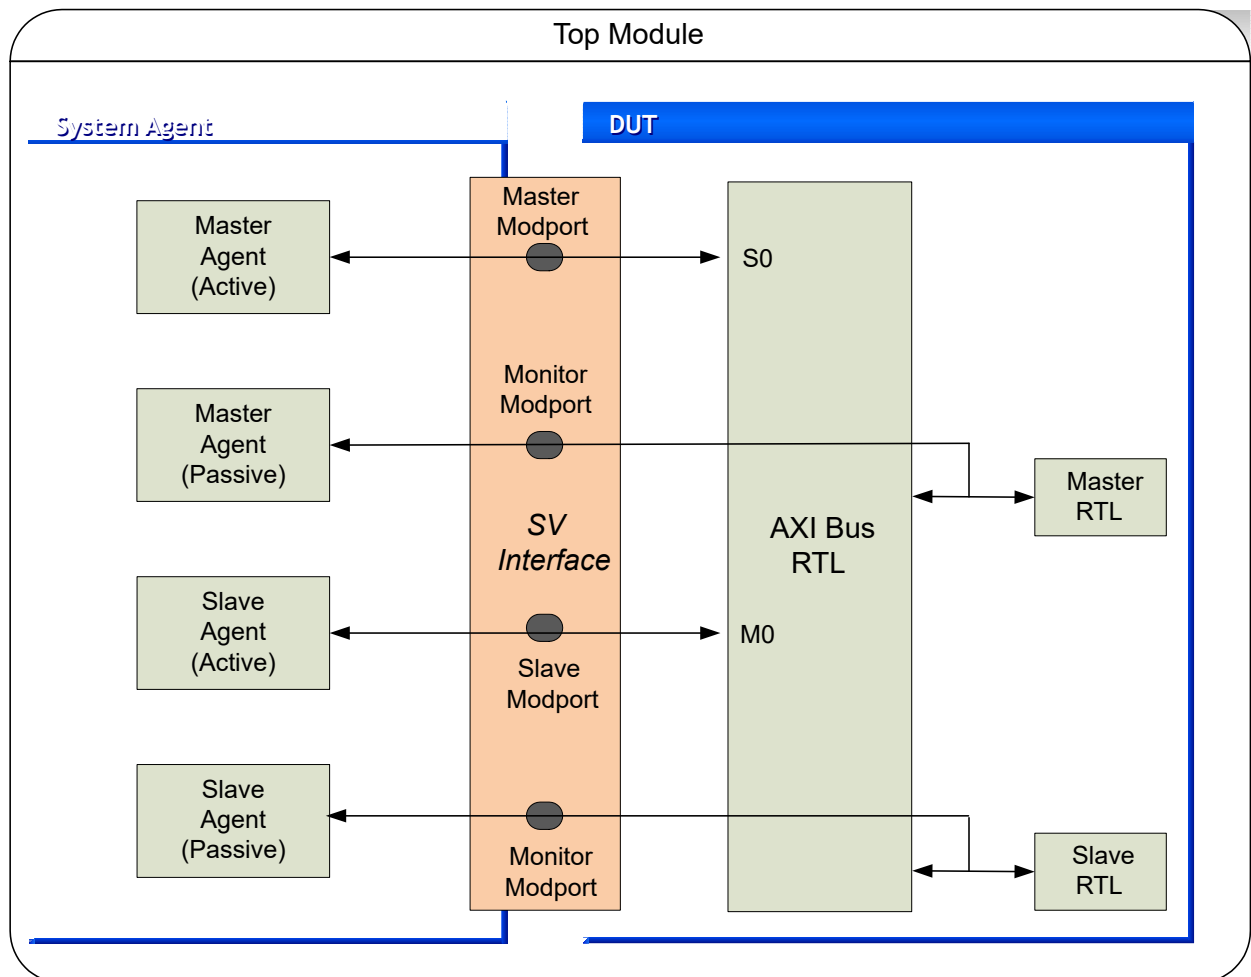 Top Module
System Agent
DUT
Master
Agent
(Active)
Master
Modport
S0
Master
Agent
(Passive)
Monitor
Modport
Master
RTL
SV
Interface
AXI Bus
RTL
Slave
Agent
(Active)
Slave
Modport
M0
Slave
Agent
(Passive)
Monitor
Modport
Slave
RTL